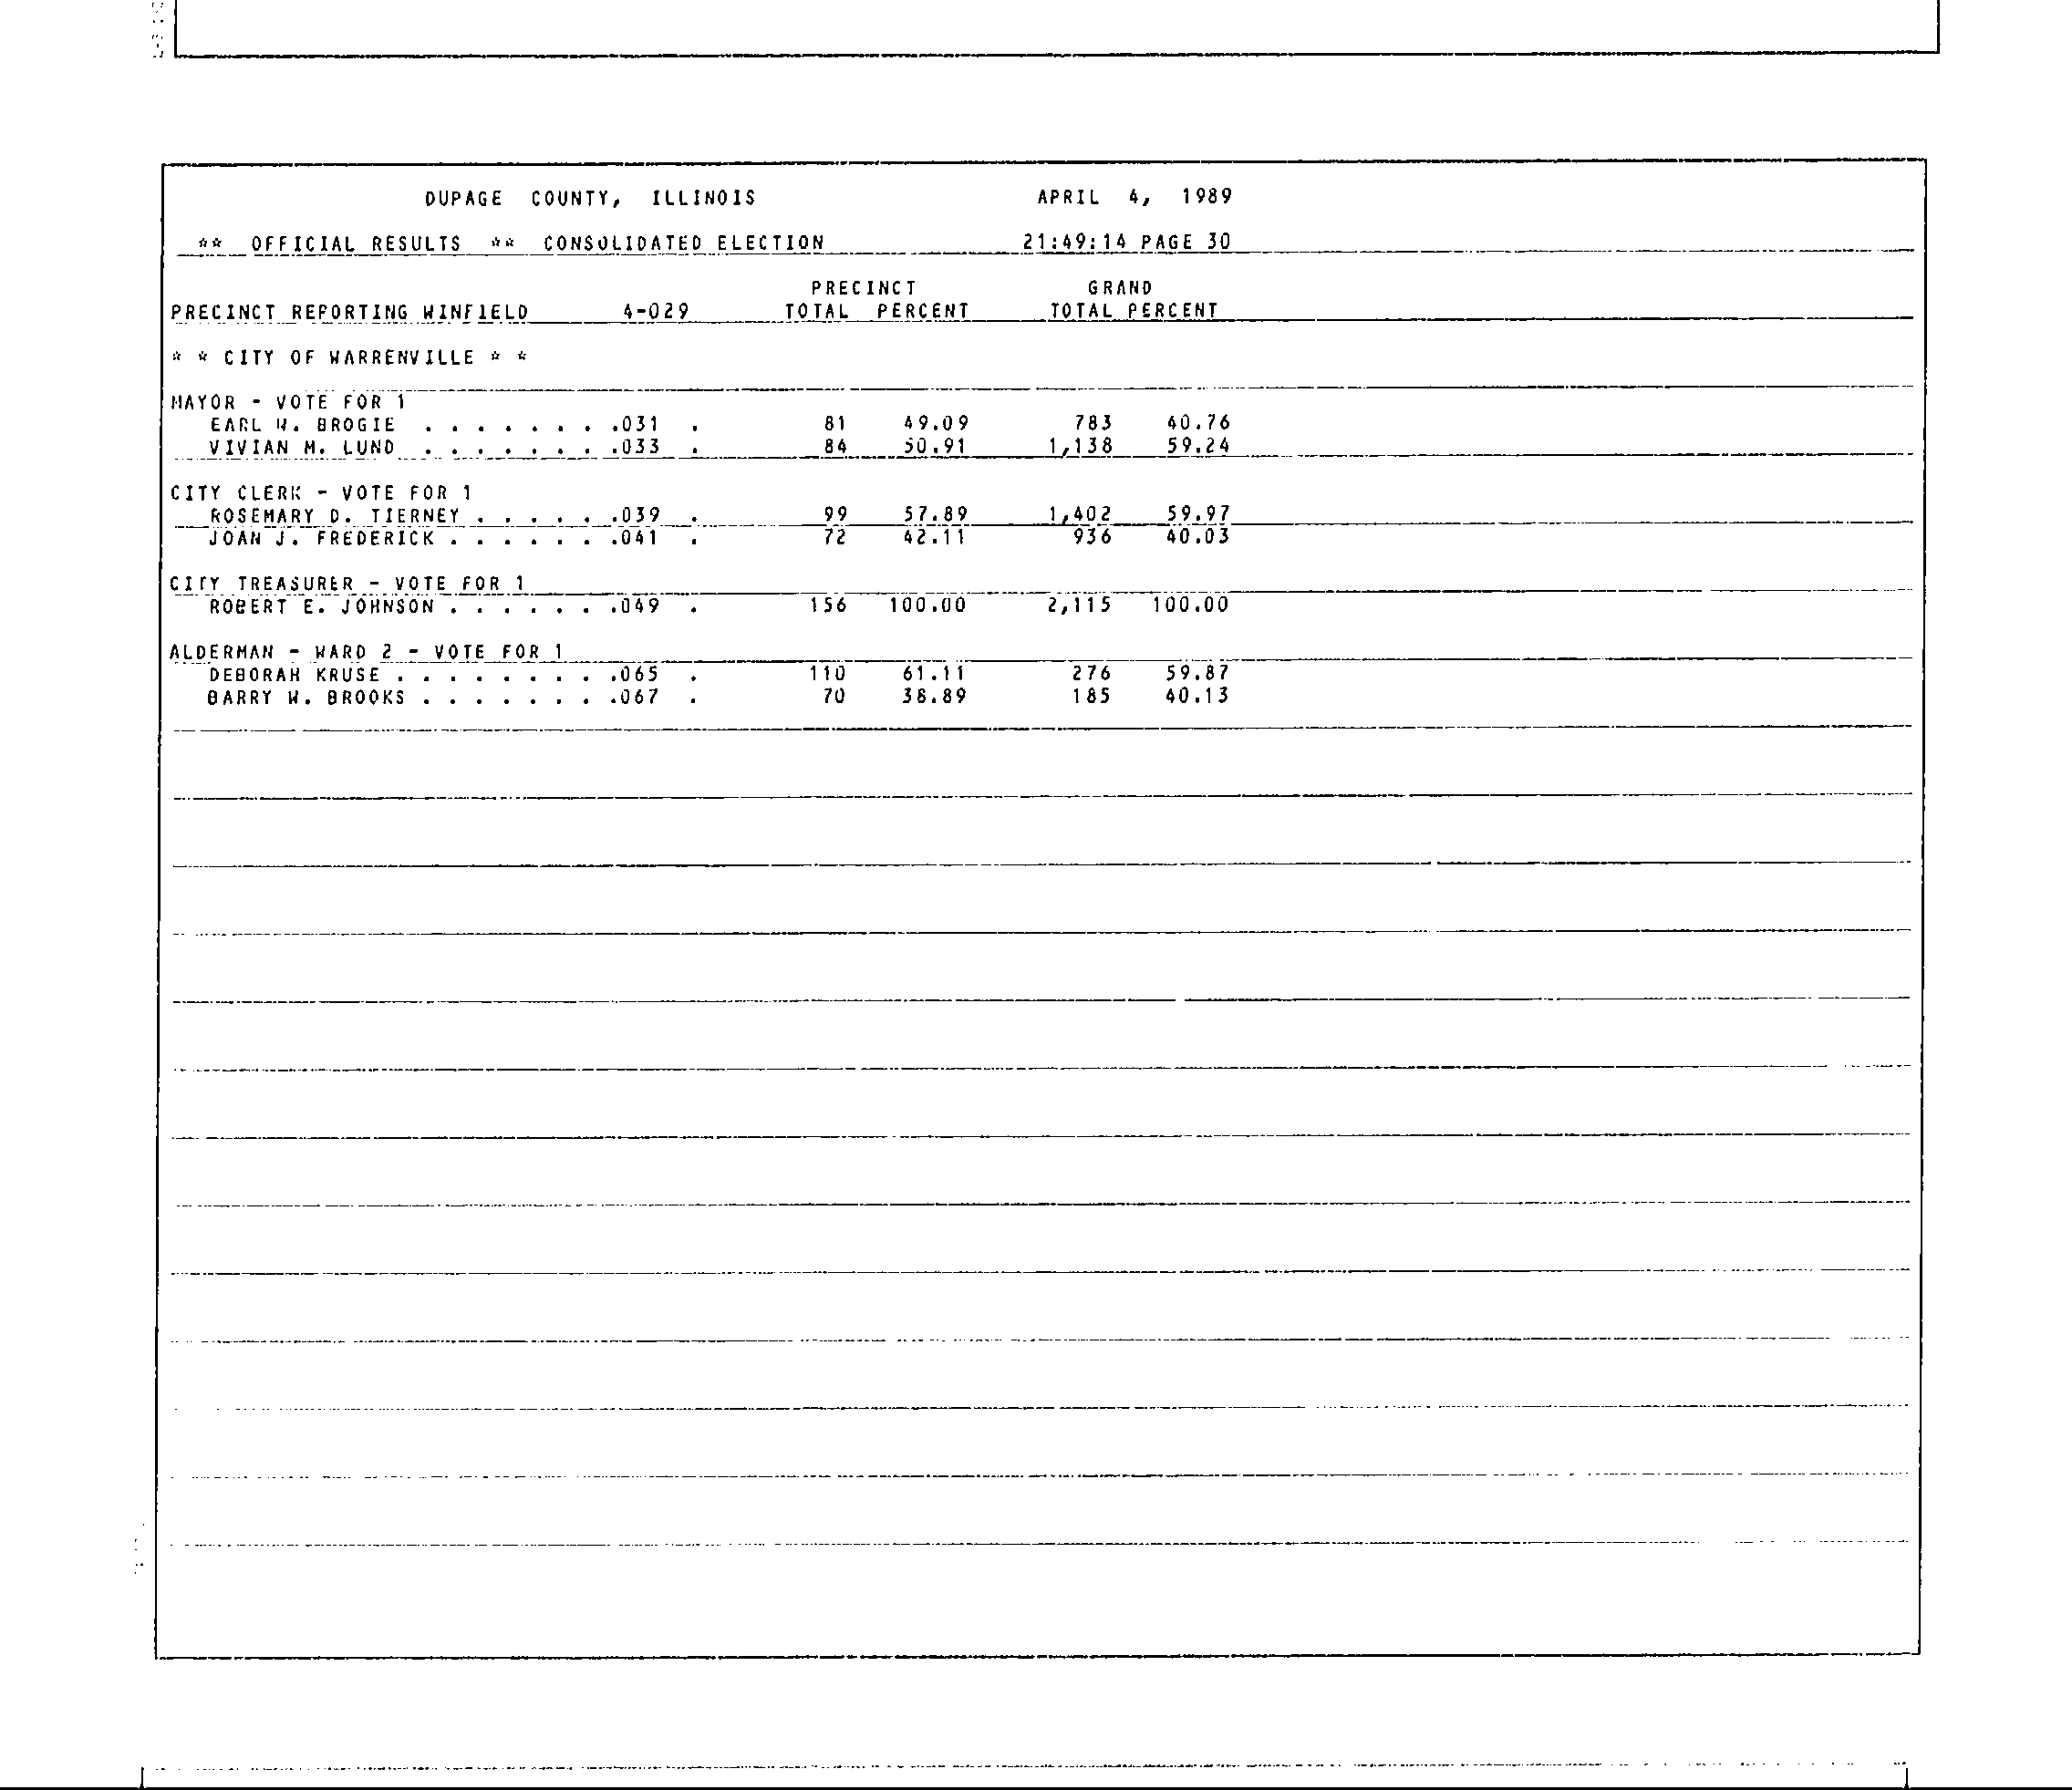 DUPAGE COUNTY, ILLINOIS APRIL 4, 1989
** OFFICIAL RESULTS ** CONSOLIDATED ELECTION 21:49:14 PAGE 30
PRECINCT GRAND
PRECINCT REPORTING WINFIELD 4-029 TOTAL PERCENT TOTAL PERCENT
* * CITY OF WARRENVILLE * *
MAYOR - VOTE FOR 1
EARL W. BROGIE . . . . . . . .031 . 81 49.09 783 40.76
VIVIAN M. LUND . . . . . . . .033 . 84 50.91 1,138 59.24
CITY CLERK - VOTE FOR 1
ROSEMARY D. TIERNEY . . . . . .039 . 99 57.89 1,402 59.97
JOAN J. FREDERICK . . . . . . .041 . 72 42.11 936 40.03
CITY TREASURER - VOTE FOR 1
ROBERT E. JOHNSON . . . . . . .049 . 156 100.00 2,115 100.00
ALDERMAN - WARD 2 - VOTE FOR 1
DEBORAH KRUSE . . . . . . . . .065 . 110 61.11 276 59.87
BARRY W. BROOKS . . . . . . . .067 . 70 38.89 185 40.13